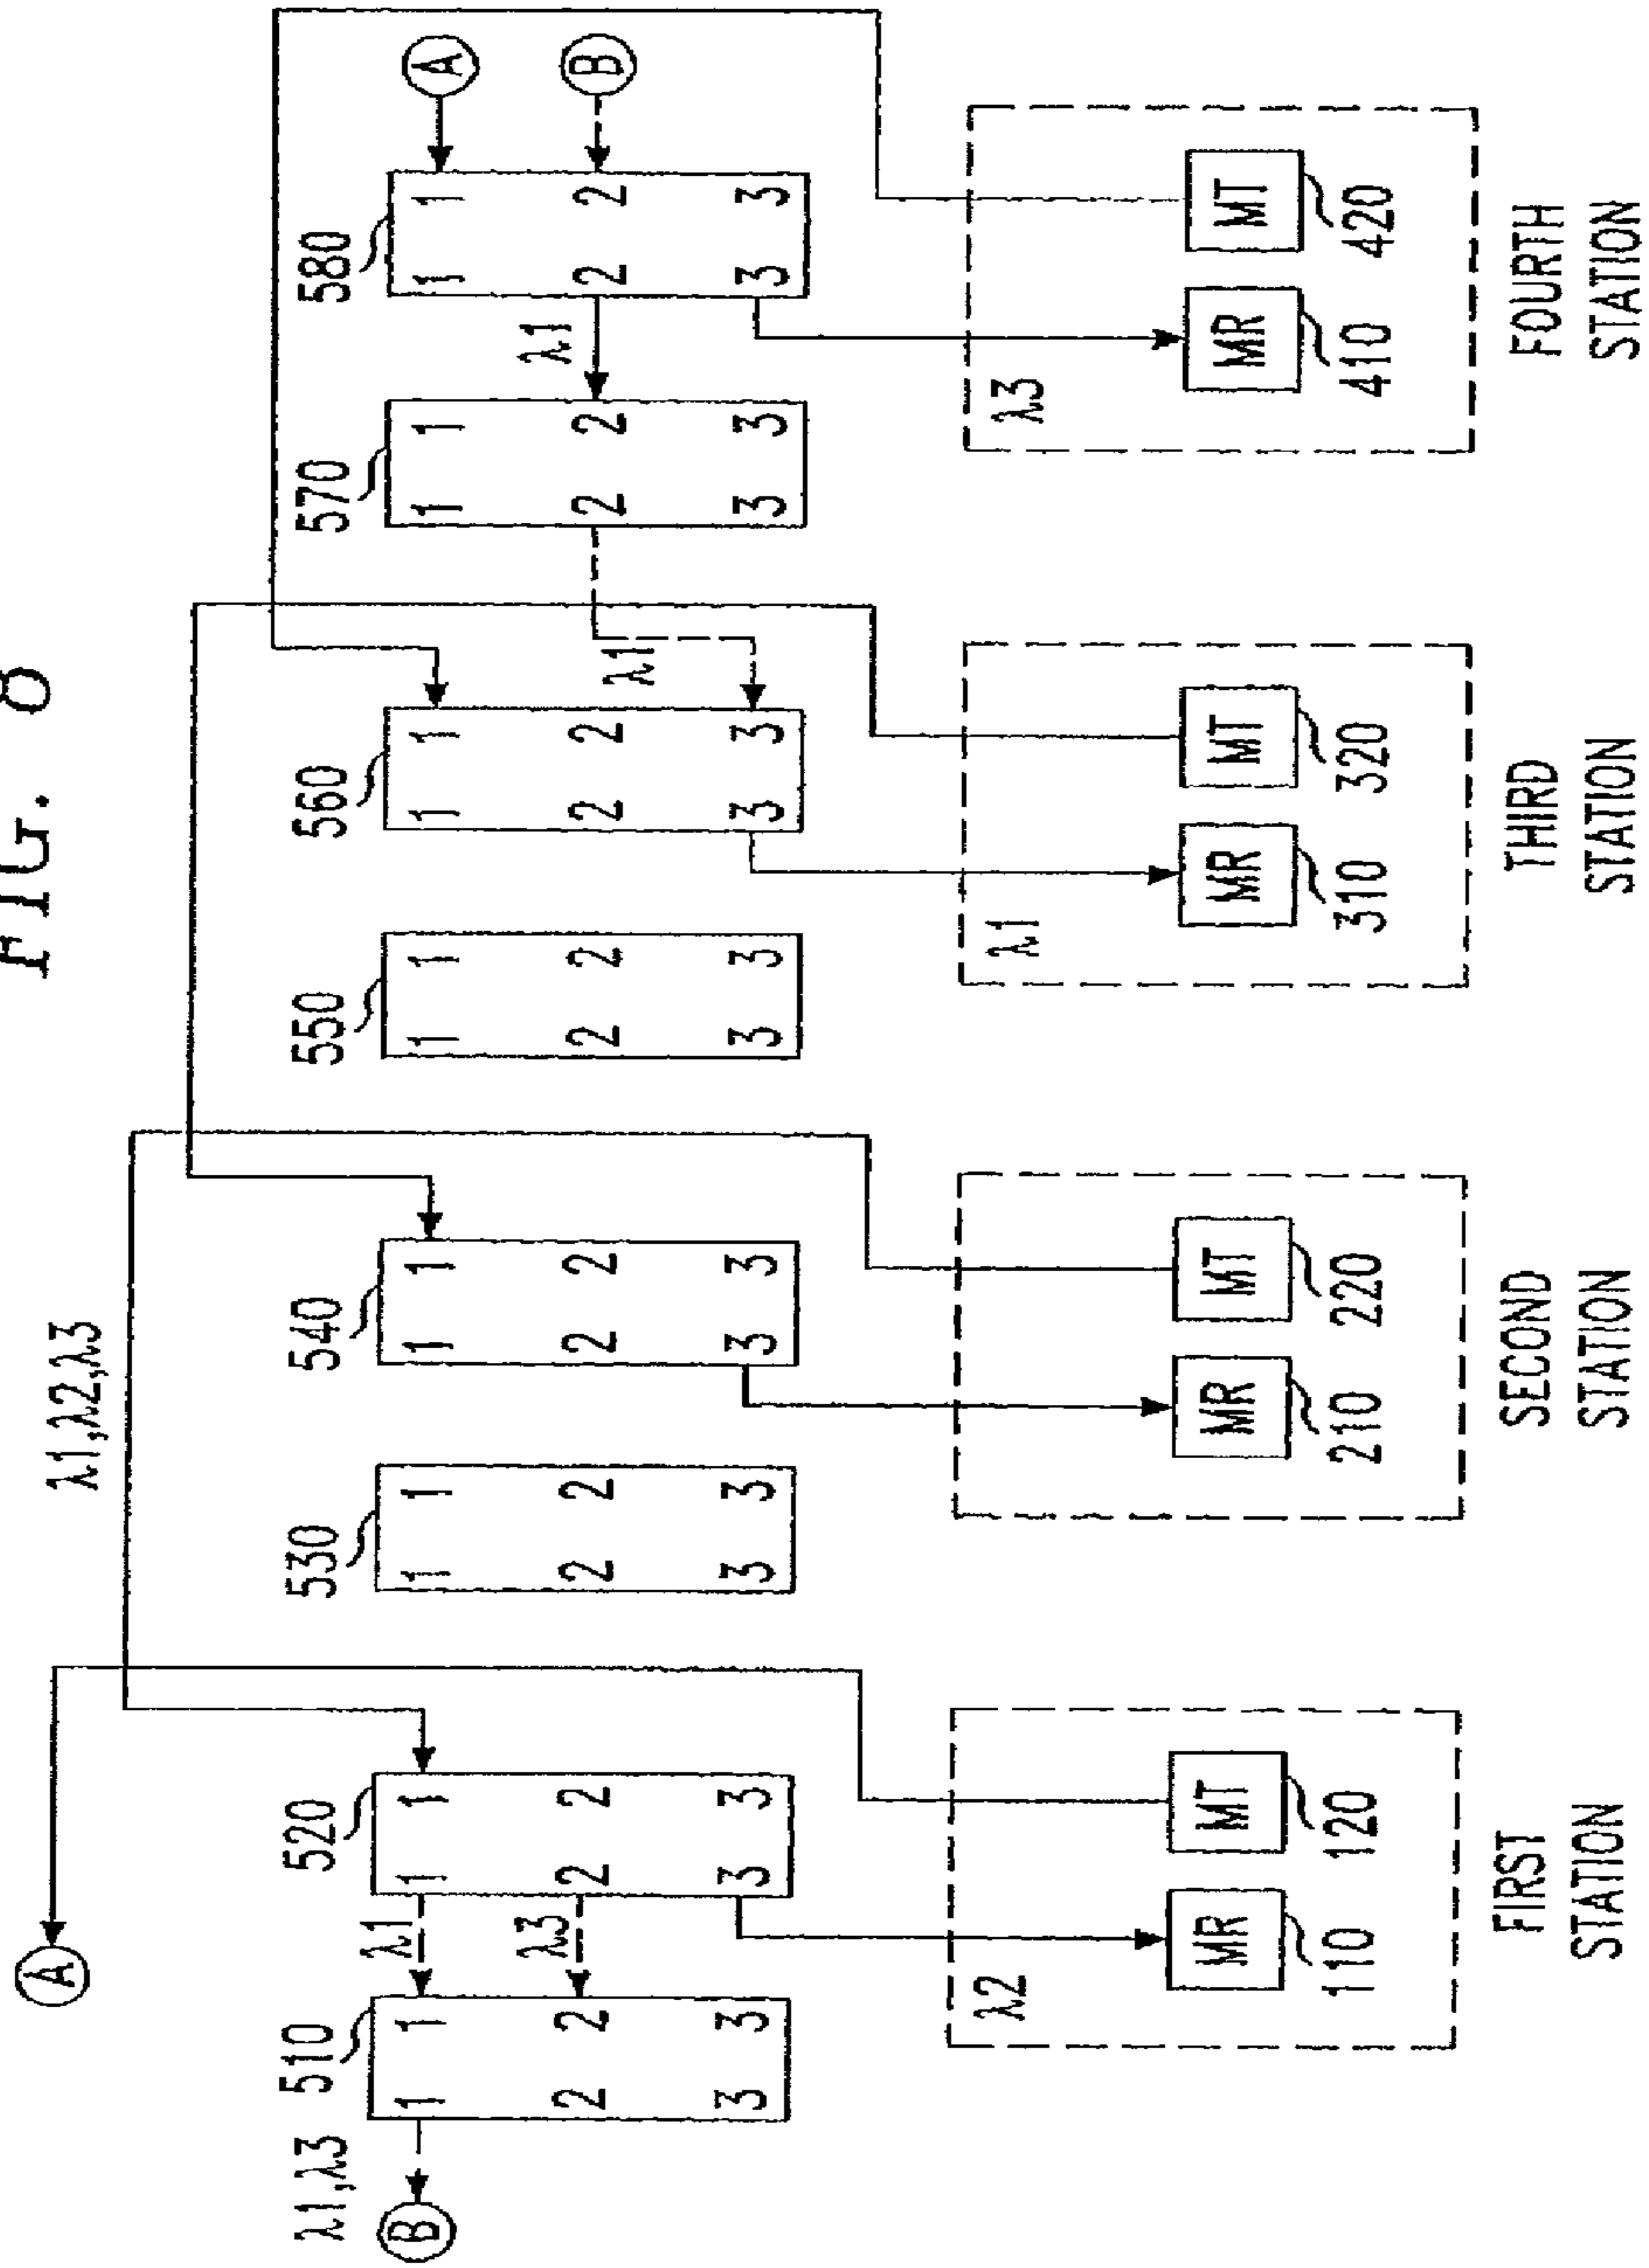 FIG. 8
A
λ1,λ2,λ3
λ1,λ3
B
510
1 1
2 2
3 3
λ1
λ3
520
1 1
2 2
3 3
530
1 1
2 2
3 3
540
1 1
2 2
3 3
550
1 1
2 2
3 3
560
1 1
2 2
3 3
λ1
570
1 1
2 2
3 3
λ1
580
1 1
2 2
3 3
A
B
λ2
MR
110
MT
120
FIRST
STATION
MR
210
MT
220
SECOND
STATION
λ1
MR
310
MT
320
THIRD
STATION
λ3
MR
410
MT
420
FOURTH
STATION